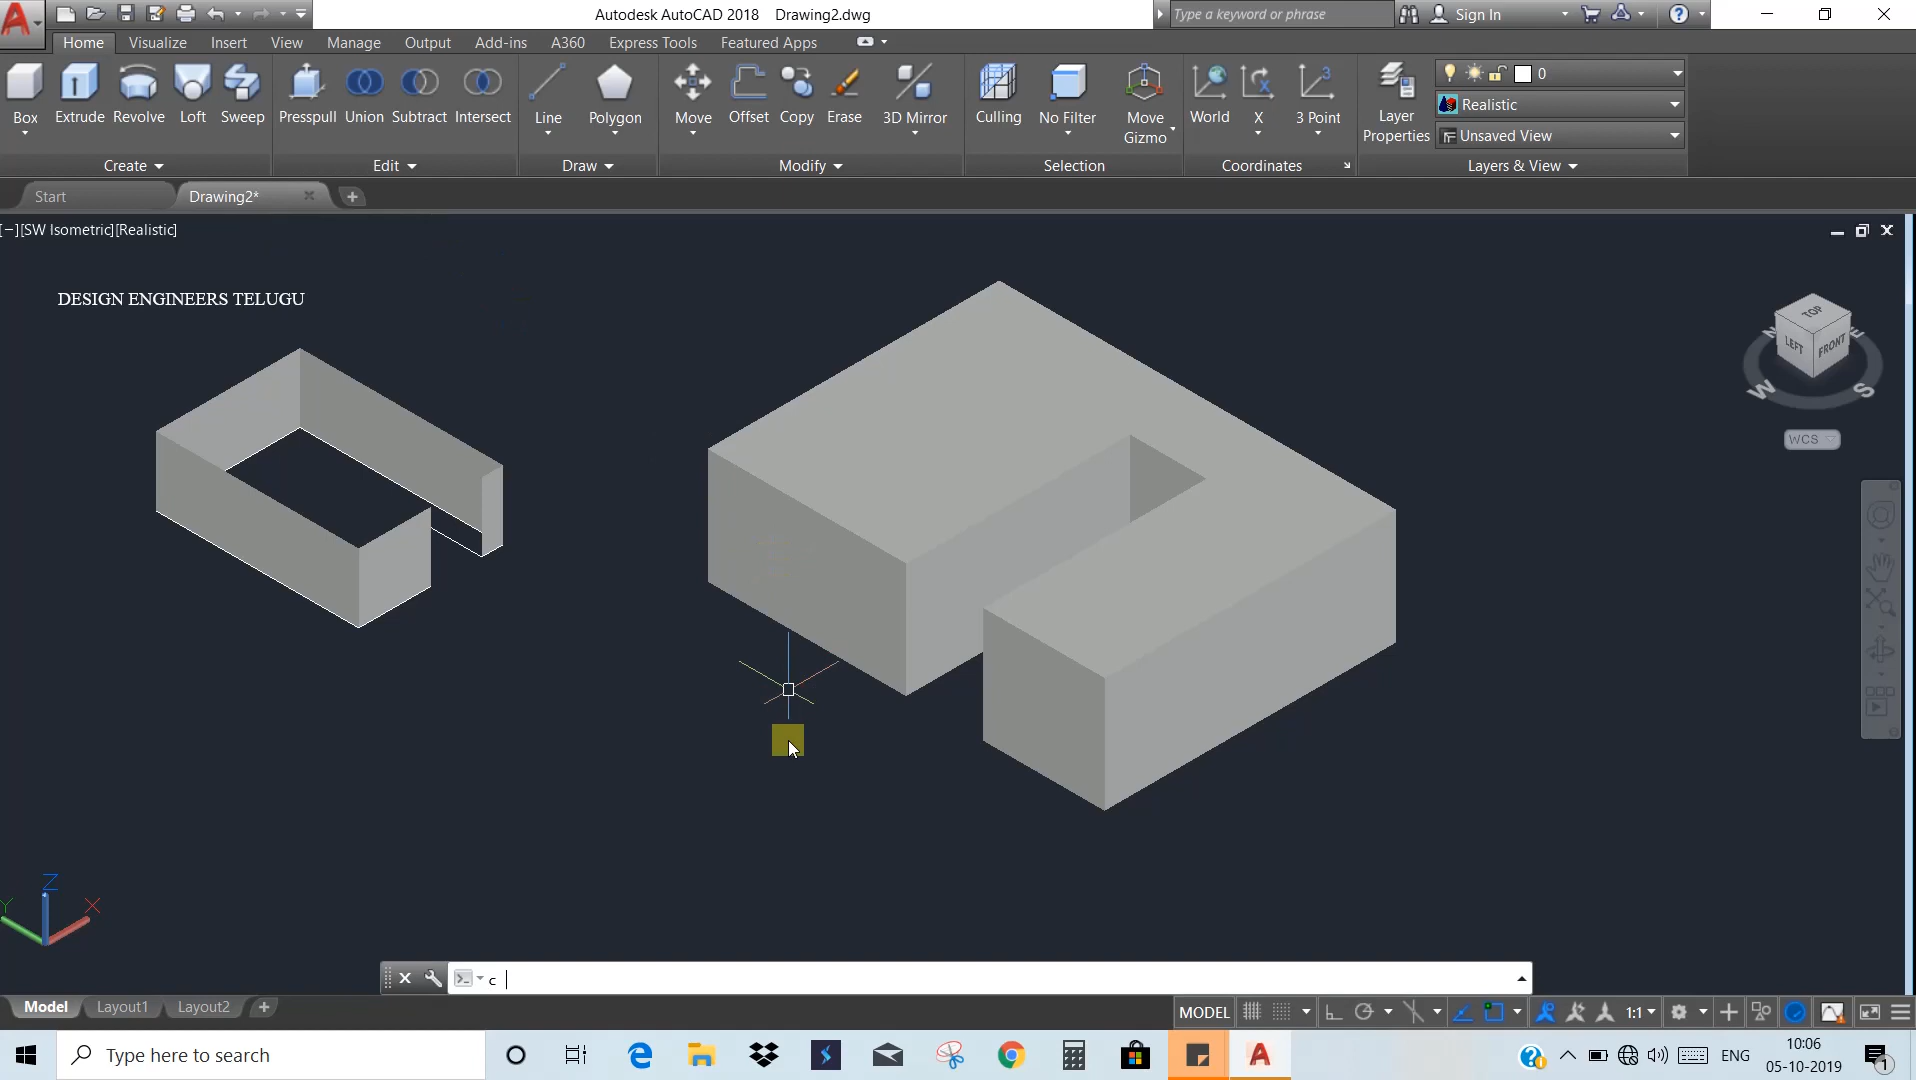 Autodesk AutoCAD 2018 Drawing2.dwg
Type a keyword or phrase
Sign In
Home Visualize Insert View Manage Output Add-ins A360 Express Tools Featured Apps
Box Extrude Revolve Loft Sweep Presspull Union Subtract Intersect Line Polygon Move Offset Copy Erase 3D Mirror Culling No Filter Move Gizmo World X 3 Point Layer Properties
0
Realistic
Unsaved View
Create Edit Draw Modify Selection Coordinates Layers & View
Start Drawing2*
[−][SW Isometric][Realistic]
DESIGN ENGINEERS TELUGU
TOP
LEFT FRONT
N E
W S
WCS
Z
Y X
c
Model Layout1 Layout2
MODEL 1:1
Type here to search
ENG
10:06
05-10-2019
1